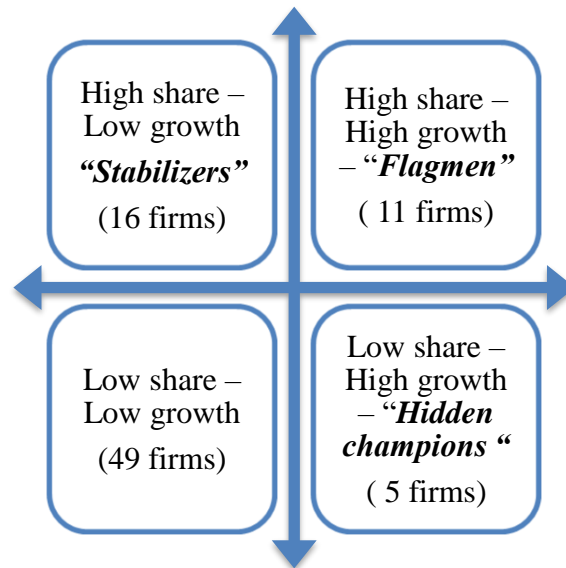 High share –
Low growth
“Stabilizers”
(16 firms)
High share –
High growth
– “Flagmen”
( 11 firms)
Low share –
Low growth
(49 firms)
Low share –
High growth
– “Hidden
champions “
( 5 firms)